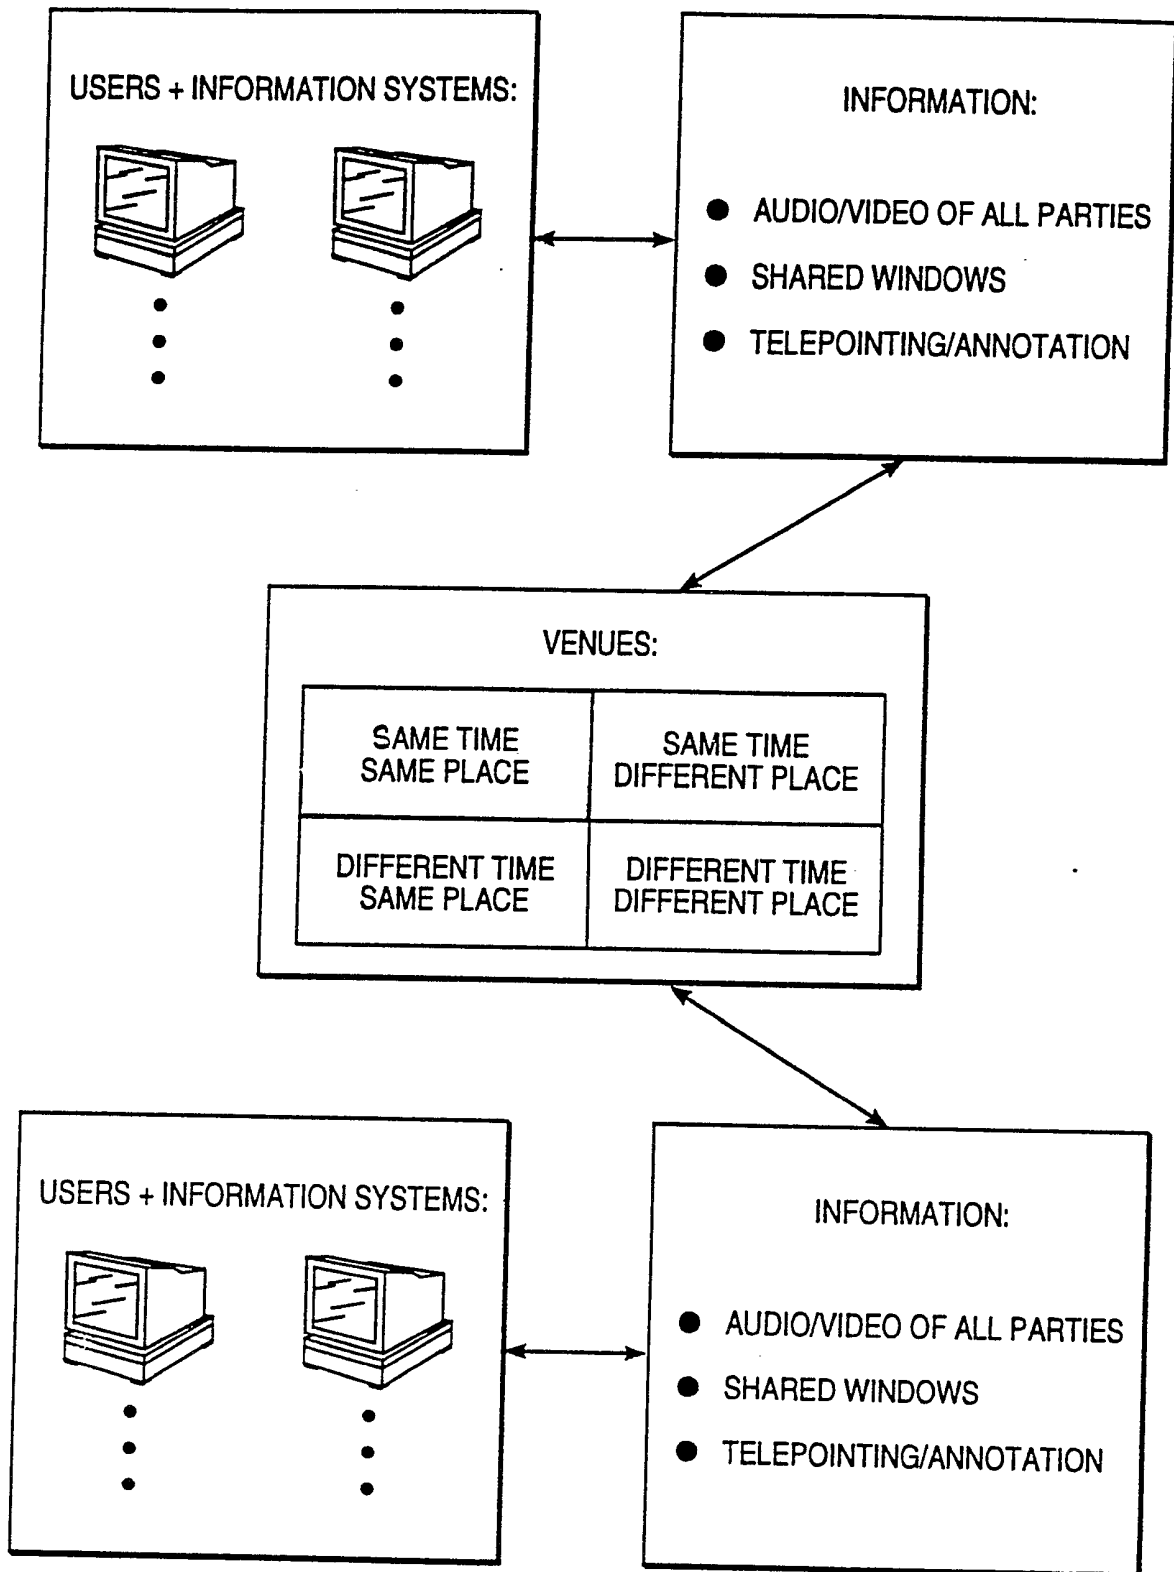 USERS + INFORMATION SYSTEMS:
INFORMATION:
● AUDIO/VIDEO OF ALL PARTIES
● SHARED WINDOWS
● TELEPOINTING/ANNOTATION
VENUES:
SAME TIME
SAME PLACE
SAME TIME
DIFFERENT PLACE
DIFFERENT TIME
SAME PLACE
DIFFERENT TIME
DIFFERENT PLACE
USERS + INFORMATION SYSTEMS:
INFORMATION:
● AUDIO/VIDEO OF ALL PARTIES
● SHARED WINDOWS
● TELEPOINTING/ANNOTATION